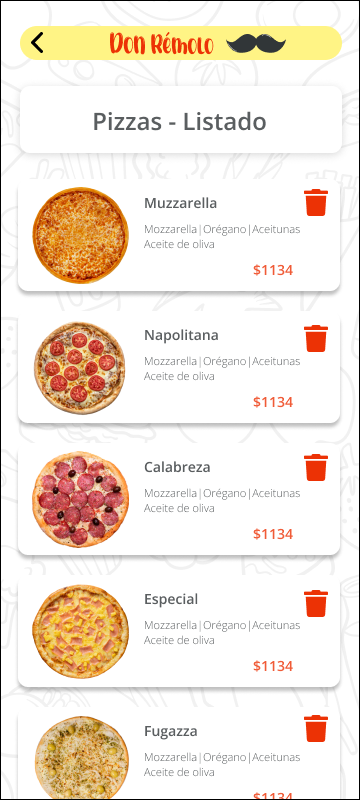 Don Rémolo
Pizzas - Listado
Muzzarella
Mozzarella|Orégano|Aceitunas
Aceite de oliva
$1134
Napolitana
Mozzarella|Orégano|Aceitunas
Aceite de oliva
$1134
Calabreza
Mozzarella|Orégano|Aceitunas
Aceite de oliva
$1134
Especial
Mozzarella|Orégano|Aceitunas
Aceite de oliva
$1134
Fugazza
Mozzarella|Orégano|Aceitunas
Aceite de oliva
$1134